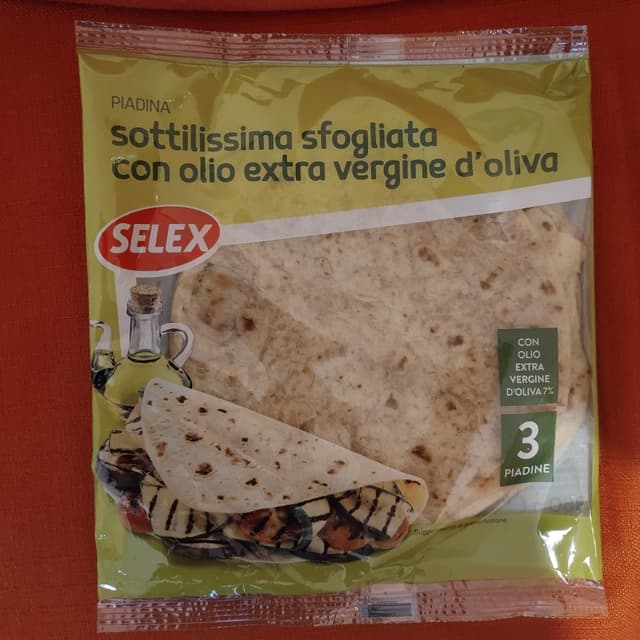 PIADINA
sottilissima sfogliata
con olio extra vergine d'oliva
SELEX
CON
OLIO
EXTRA
VERGINE
D'OLIVA 7%
3
PIADINE